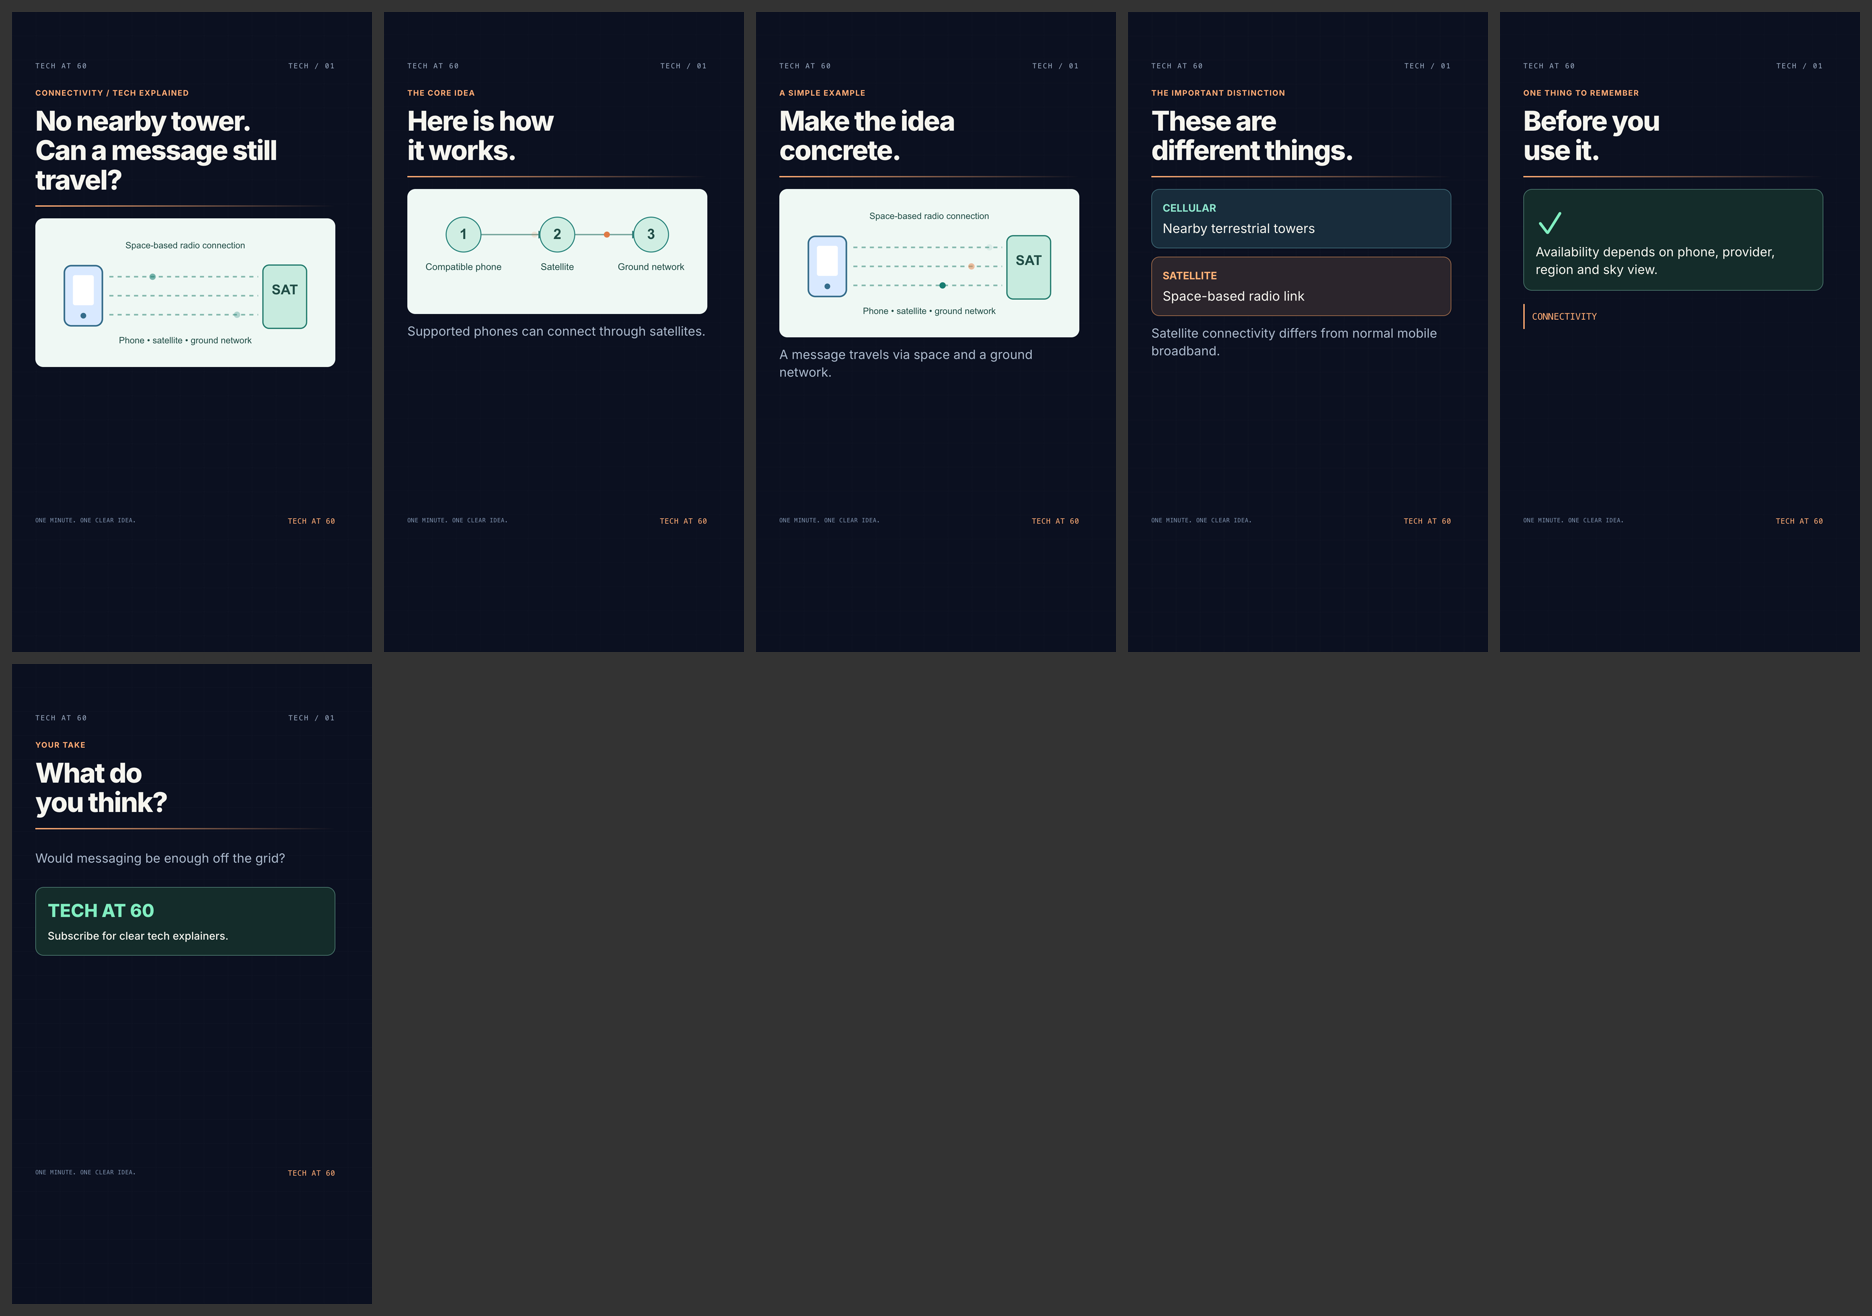 TECH AT 60
TECH / 01
CONNECTIVITY / TECH EXPLAINED
No nearby tower.
Can a message still
travel?
Space-based radio connection
SAT
Phone • satellite • ground network
ONE MINUTE. ONE CLEAR IDEA.
TECH AT 60
TECH AT 60
TECH / 01
THE CORE IDEA
Here is how
it works.
1
2
3
Compatible phone
Satellite
Ground network
Supported phones can connect through satellites.
ONE MINUTE. ONE CLEAR IDEA.
TECH AT 60
TECH AT 60
TECH / 01
A SIMPLE EXAMPLE
Make the idea
concrete.
Space-based radio connection
SAT
Phone • satellite • ground network
A message travels via space and a ground
network.
ONE MINUTE. ONE CLEAR IDEA.
TECH AT 60
TECH AT 60
TECH / 01
THE IMPORTANT DISTINCTION
These are
different things.
CELLULAR
Nearby terrestrial towers
SATELLITE
Space-based radio link
Satellite connectivity differs from normal mobile
broadband.
ONE MINUTE. ONE CLEAR IDEA.
TECH AT 60
TECH AT 60
TECH / 01
ONE THING TO REMEMBER
Before you
use it.
Availability depends on phone, provider,
region and sky view.
CONNECTIVITY
ONE MINUTE. ONE CLEAR IDEA.
TECH AT 60
TECH AT 60
TECH / 01
YOUR TAKE
What do
you think?
Would messaging be enough off the grid?
TECH AT 60
Subscribe for clear tech explainers.
ONE MINUTE. ONE CLEAR IDEA.
TECH AT 60